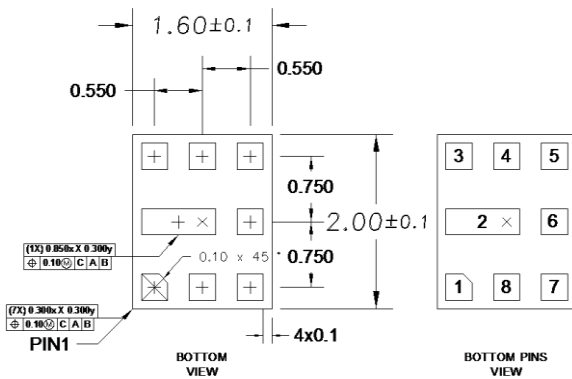 1.60±0.1
0.550
0.550
0.750
2.00±0.1
0.750
(1X) 0.850x X 0.300y
⌖ 0.10Ⓜ C A B
0.10 x 45°
(7X) 0.300x X 0.300y
⌖ 0.10Ⓜ C A B
PIN1
4x0.1
BOTTOM
VIEW
3 4 5
2 6
1 8 7
BOTTOM PINS
VIEW